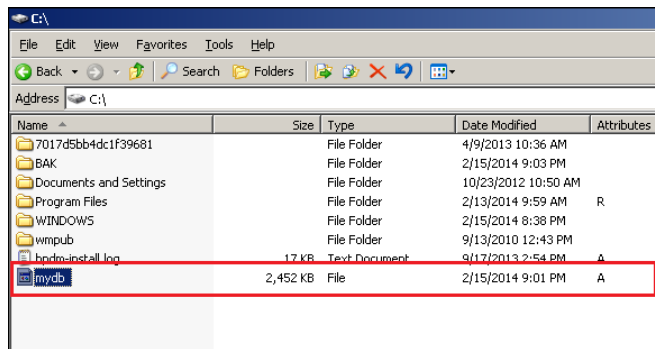 C:\
File Edit View Favorites Tools Help
Back Search Folders
Address C:\
Name Size Type Date Modified Attributes
7017d5bb4dc1f39681 File Folder 4/9/2013 10:36 AM
BAK File Folder 2/15/2014 9:03 PM
Documents and Settings File Folder 10/23/2012 10:50 AM
Program Files File Folder 2/13/2014 9:59 AM R
WINDOWS File Folder 2/15/2014 8:38 PM
wmpub File Folder 9/13/2010 12:43 PM
hpdm-install.log 17 KB Text Document 9/17/2013 2:54 PM A
mydb 2,452 KB File 2/15/2014 9:01 PM A